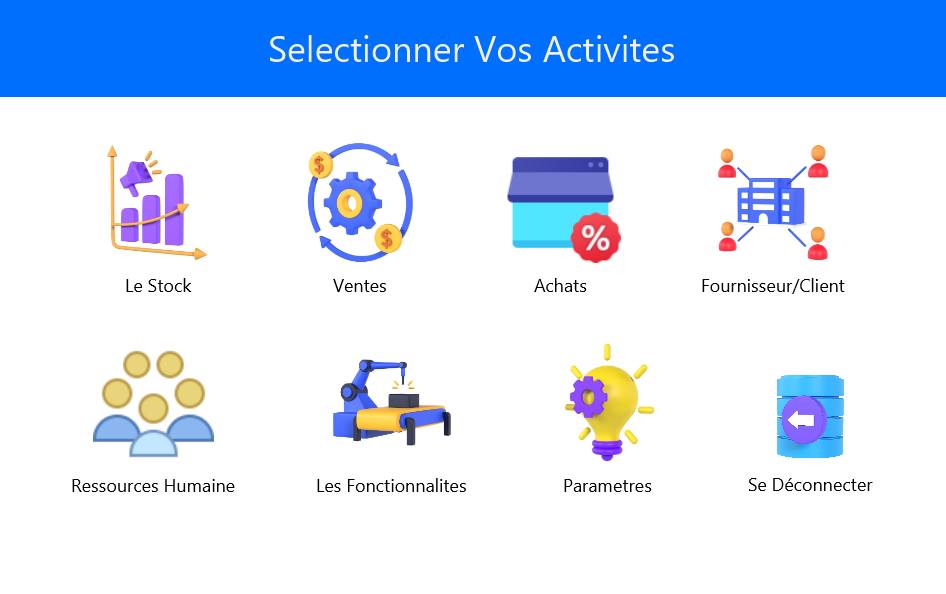 Selectionner Vos Activites
Le Stock
Ventes
Achats
Fournisseur/Client
Ressources Humaine
Les Fonctionnalites
Parametres
Se Déconnecter